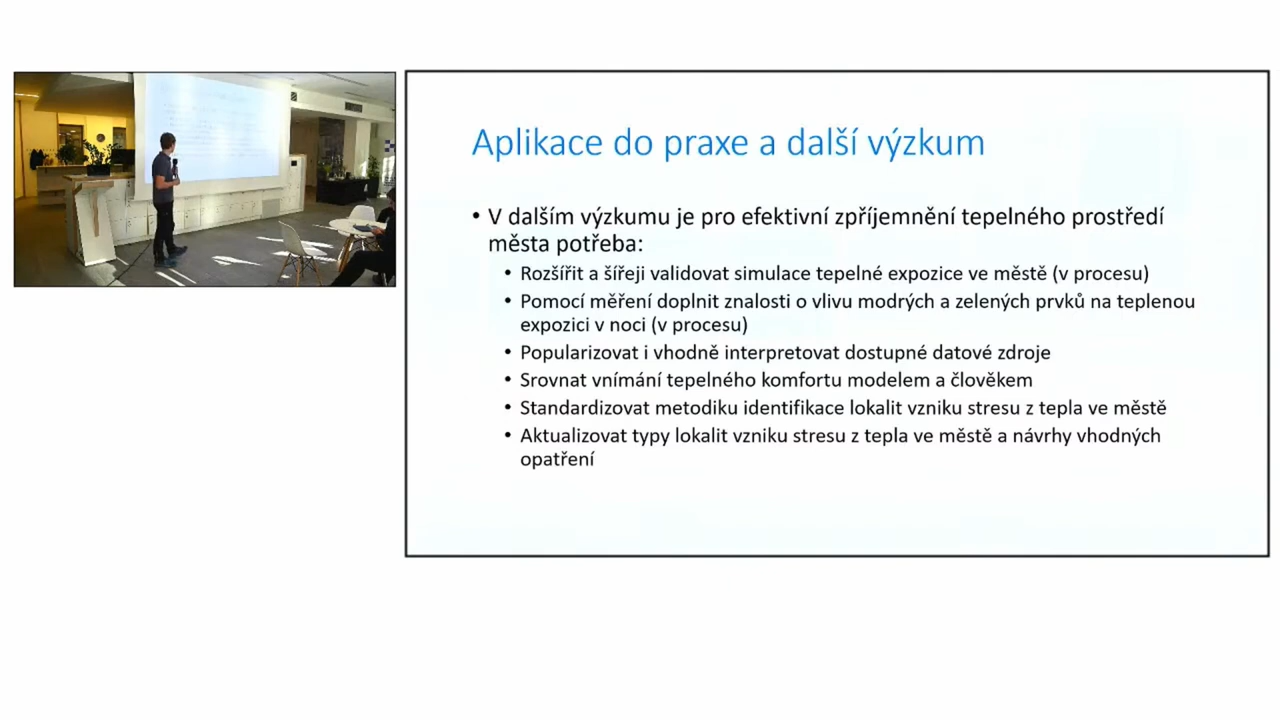 Aplikace do praxe a další výzkum
• V dalším výzkumu je pro efektivní zpříjemnění tepelného prostředí
města potřeba:
• Rozšířit a šířeji validovat simulace tepelné expozice ve městě (v procesu)
• Pomocí měření doplnit znalosti o vlivu modrých a zelených prvků na teplenou
expozici v noci (v procesu)
• Popularizovat i vhodně interpretovat dostupné datové zdroje
• Srovnat vnímání tepelného komfortu modelem a člověkem
• Standardizovat metodiku identifikace lokalit vzniku stresu z tepla ve městě
• Aktualizovat typy lokalit vzniku stresu z tepla ve městě a návrhy vhodných
opatření